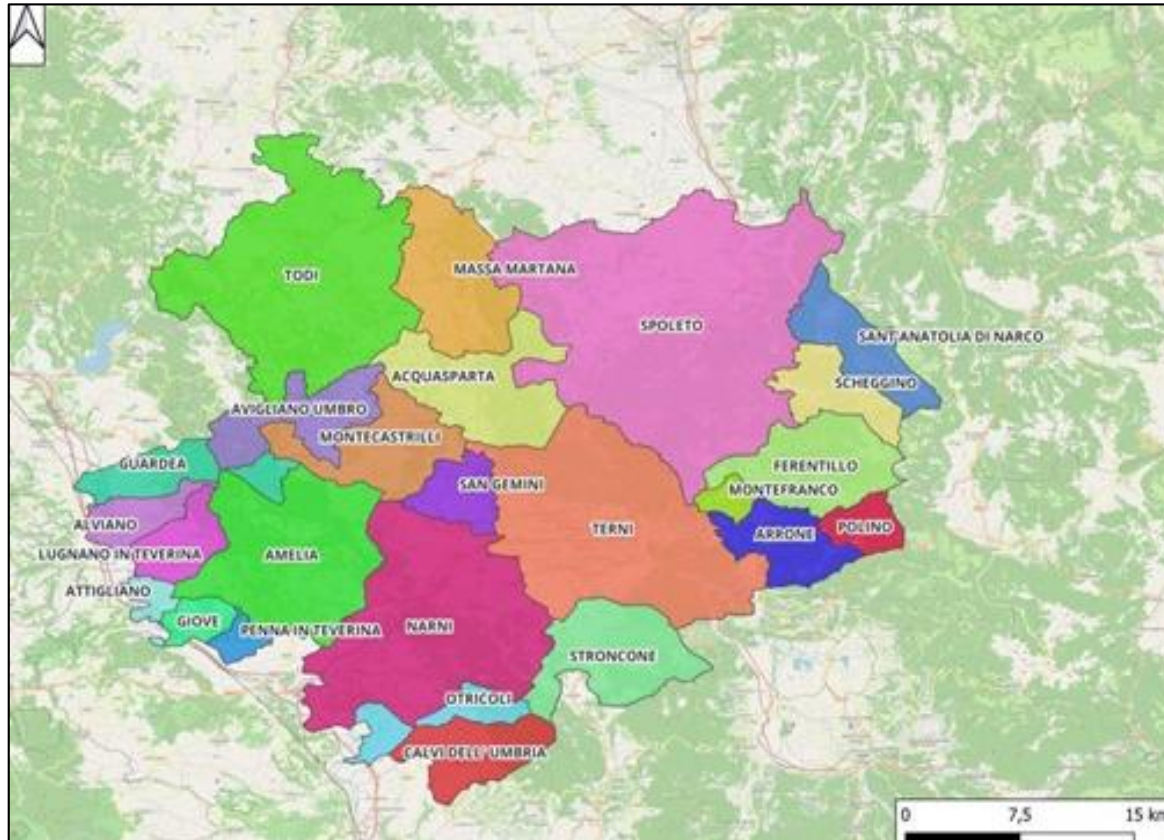 TODI
MASSA MARTANA
SPOLETO
SANT'ANATOLIA DI NARCO
ACQUASPARTA
SCHEGGINO
AVIGLIANO UMBRO
MONTECASTRILLI
GUARDEA
FERENTILLO
SAN GEMINI
MONTEFRANCO
ALVIANO
TERNI
ARRONE
POLINO
LUGNANO IN TEVERINA
AMELIA
ATTIGLIANO
GIOVE
PENNA IN TEVERINA
NARNI
STRONCONE
OTRICOLI
CALVI DELL' UMBRIA
0 7,5 15 km